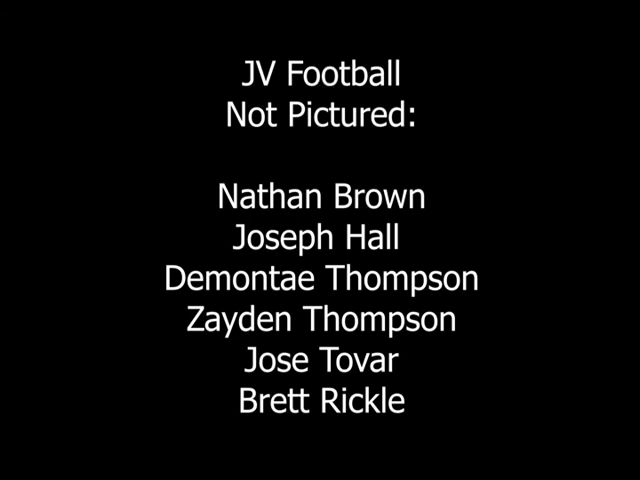 JV Football
Not Pictured:
Nathan Brown
Joseph Hall
Demontae Thompson
Zayden Thompson
Jose Tovar
Brett Rickle